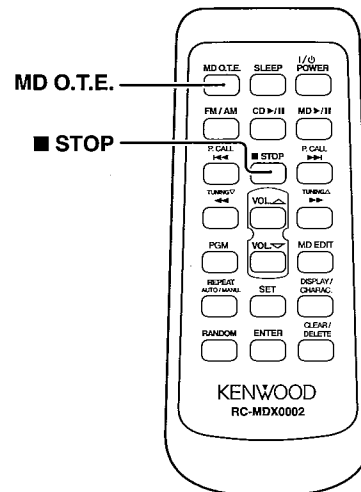 MD O.T.E.
■ STOP
MD O.T.E. SLEEP I/⏻ POWER
FM / AM CD ►/II MD ►/II
P. CALL |◄◄ ■ STOP P. CALL ►►|
TUNING▽ ◄◄ VOL.△ TUNING△ ►►
PGM VOL.▽ MD EDIT
REPEAT AUTO / MANU. SET DISPLAY / CHARAC.
RANDOM ENTER CLEAR / DELETE
KENWOOD
RC-MDX0002